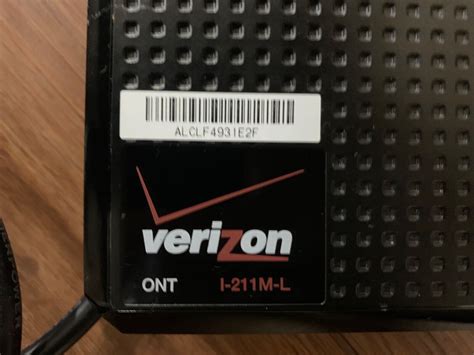 ALCLF4931E2F
verizon
ONT I-211M-L